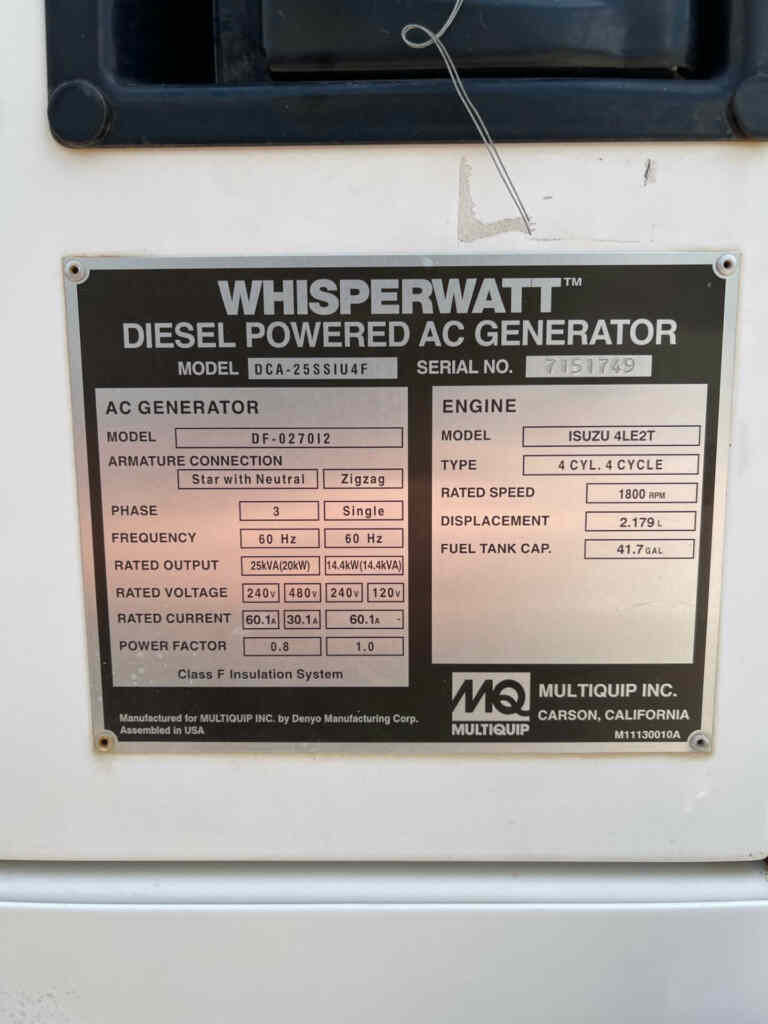 WHISPERWATT™
DIESEL POWERED AC GENERATOR
MODEL DCA-25SSIU4F SERIAL NO. 7151749
AC GENERATOR
MODEL DF-0270I2
ARMATURE CONNECTION
Star with Neutral Zigzag
PHASE 3 Single
FREQUENCY 60 Hz 60 Hz
RATED OUTPUT 25kVA(20kW) 14.4kW(14.4kVA)
RATED VOLTAGE 240V 480V 240V 120V
RATED CURRENT 60.1A 30.1A 60.1A -
POWER FACTOR 0.8 1.0
Class F Insulation System
ENGINE
MODEL ISUZU 4LE2T
TYPE 4 CYL. 4 CYCLE
RATED SPEED 1800 RPM
DISPLACEMENT 2.179 L
FUEL TANK CAP. 41.7 GAL
Manufactured for MULTIQUIP INC. by Denyo Manufacturing Corp.
Assembled in USA
MQ
MULTIQUIP
MULTIQUIP INC.
CARSON, CALIFORNIA
M11130010A